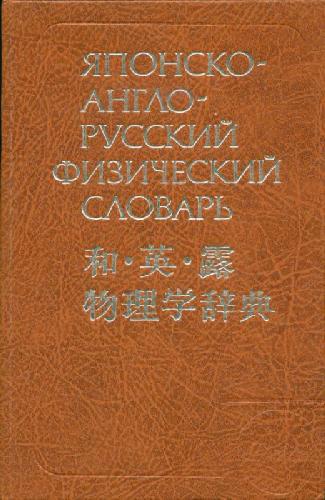 ЯПОНСКО-
АНГЛО-
РУССКИЙ
ФИЗИЧЕСКИЙ
СЛОВАРЬ
和・英・露
物理学辞典